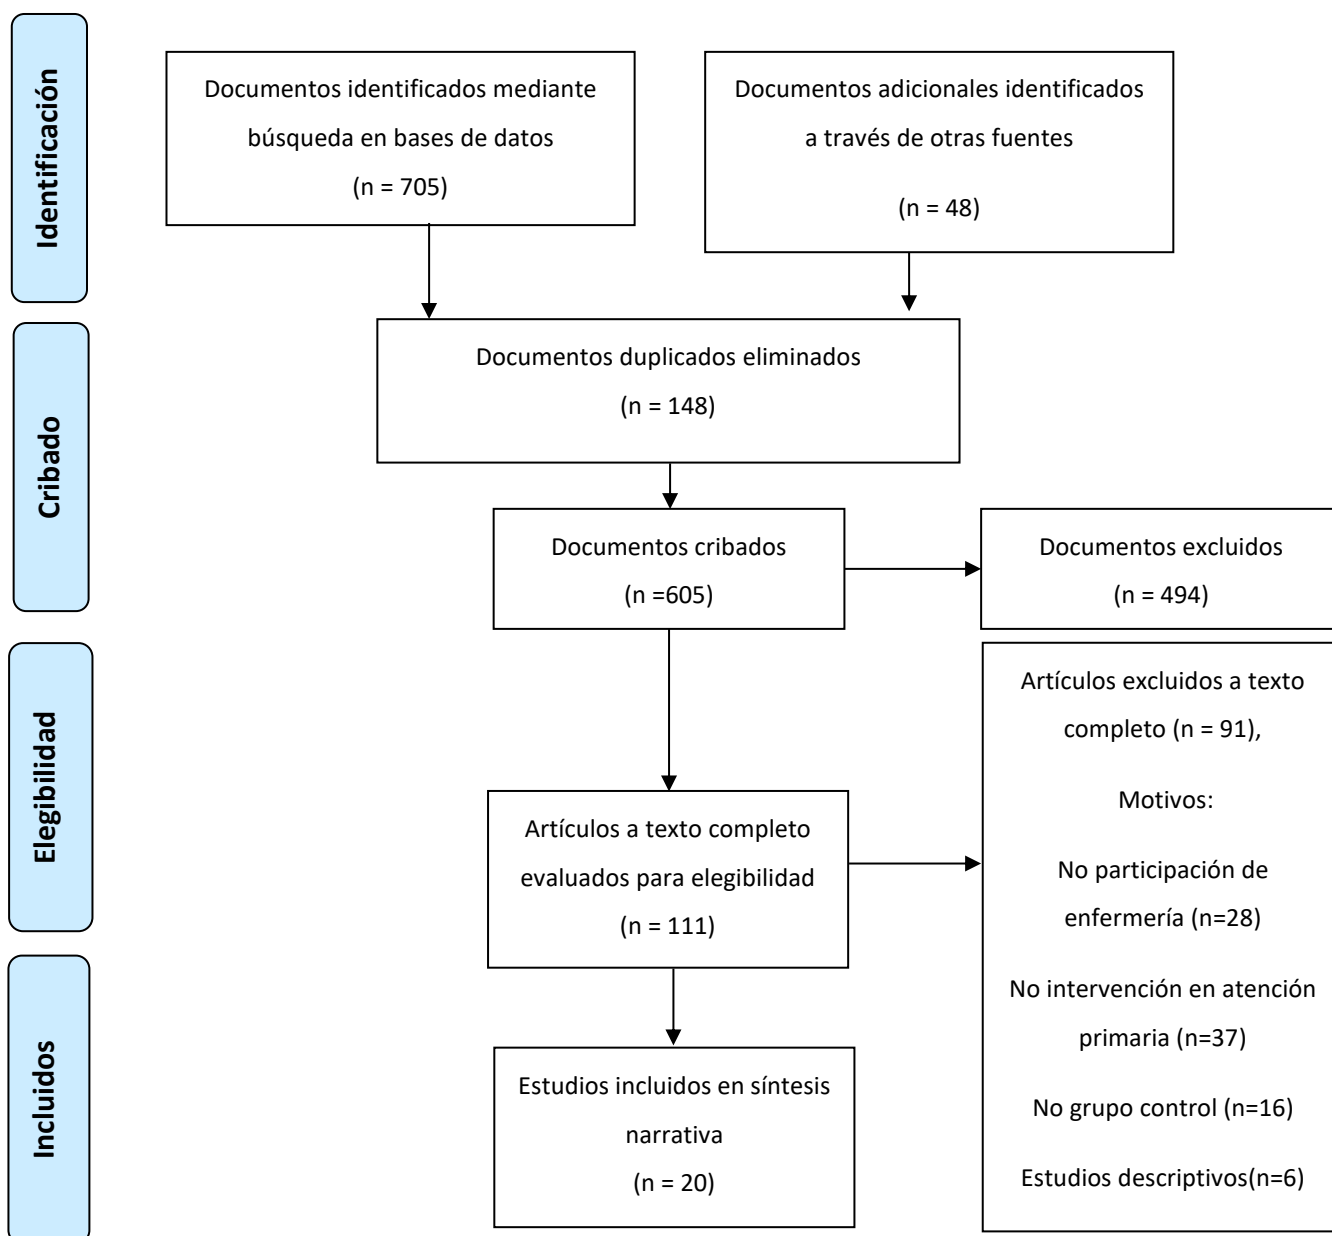 Identificación
Documentos identificados mediante
búsqueda en bases de datos
(n = 705)
Documentos adicionales identificados
a través de otras fuentes
(n = 48)
Cribado
Documentos duplicados eliminados
(n = 148)
Documentos cribados
(n =605)
Documentos excluidos
(n = 494)
Elegibilidad
Artículos a texto completo
evaluados para elegibilidad
(n = 111)
Artículos excluidos a texto
completo (n = 91),
Motivos:
No participación de
enfermería (n=28)
No intervención en atención
primaria (n=37)
No grupo control (n=16)
Estudios descriptivos(n=6)
Incluidos
Estudios incluidos en síntesis
narrativa
(n = 20)